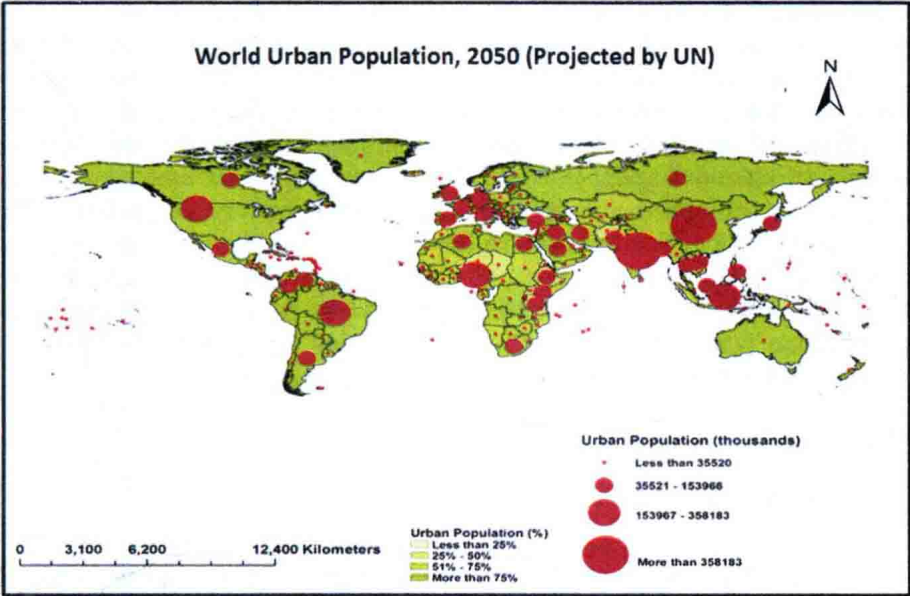 World Urban Population, 2050 (Projected by UN)
N
Urban Population (thousands)
Less than 35520
35521 - 153966
153967 - 358183
More than 358183
Urban Population (%)
Less than 25%
25% - 50%
51% - 75%
More than 75%
0 3,100 6,200 12,400 Kilometers